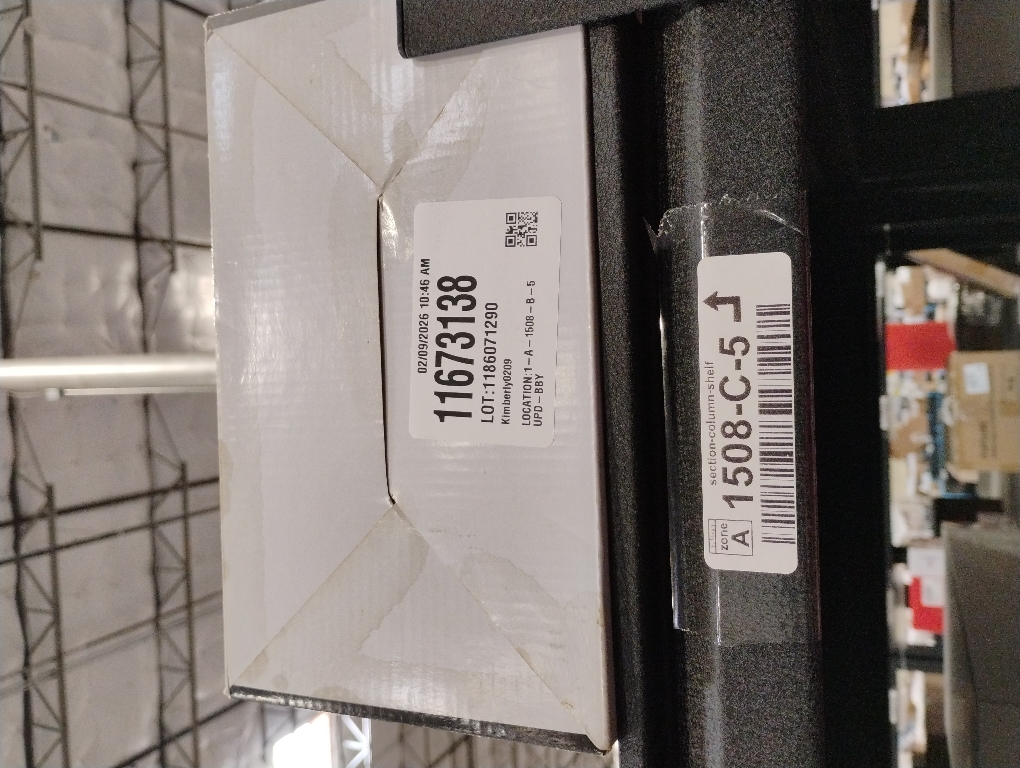 02/09/2026 10:46 AM
11673138
LOT:1186071290
Kimberly0209
LOCATION:1-A-1508-B-5
UPD-BBY
section-column-shelf
zone
A
1508-C-5